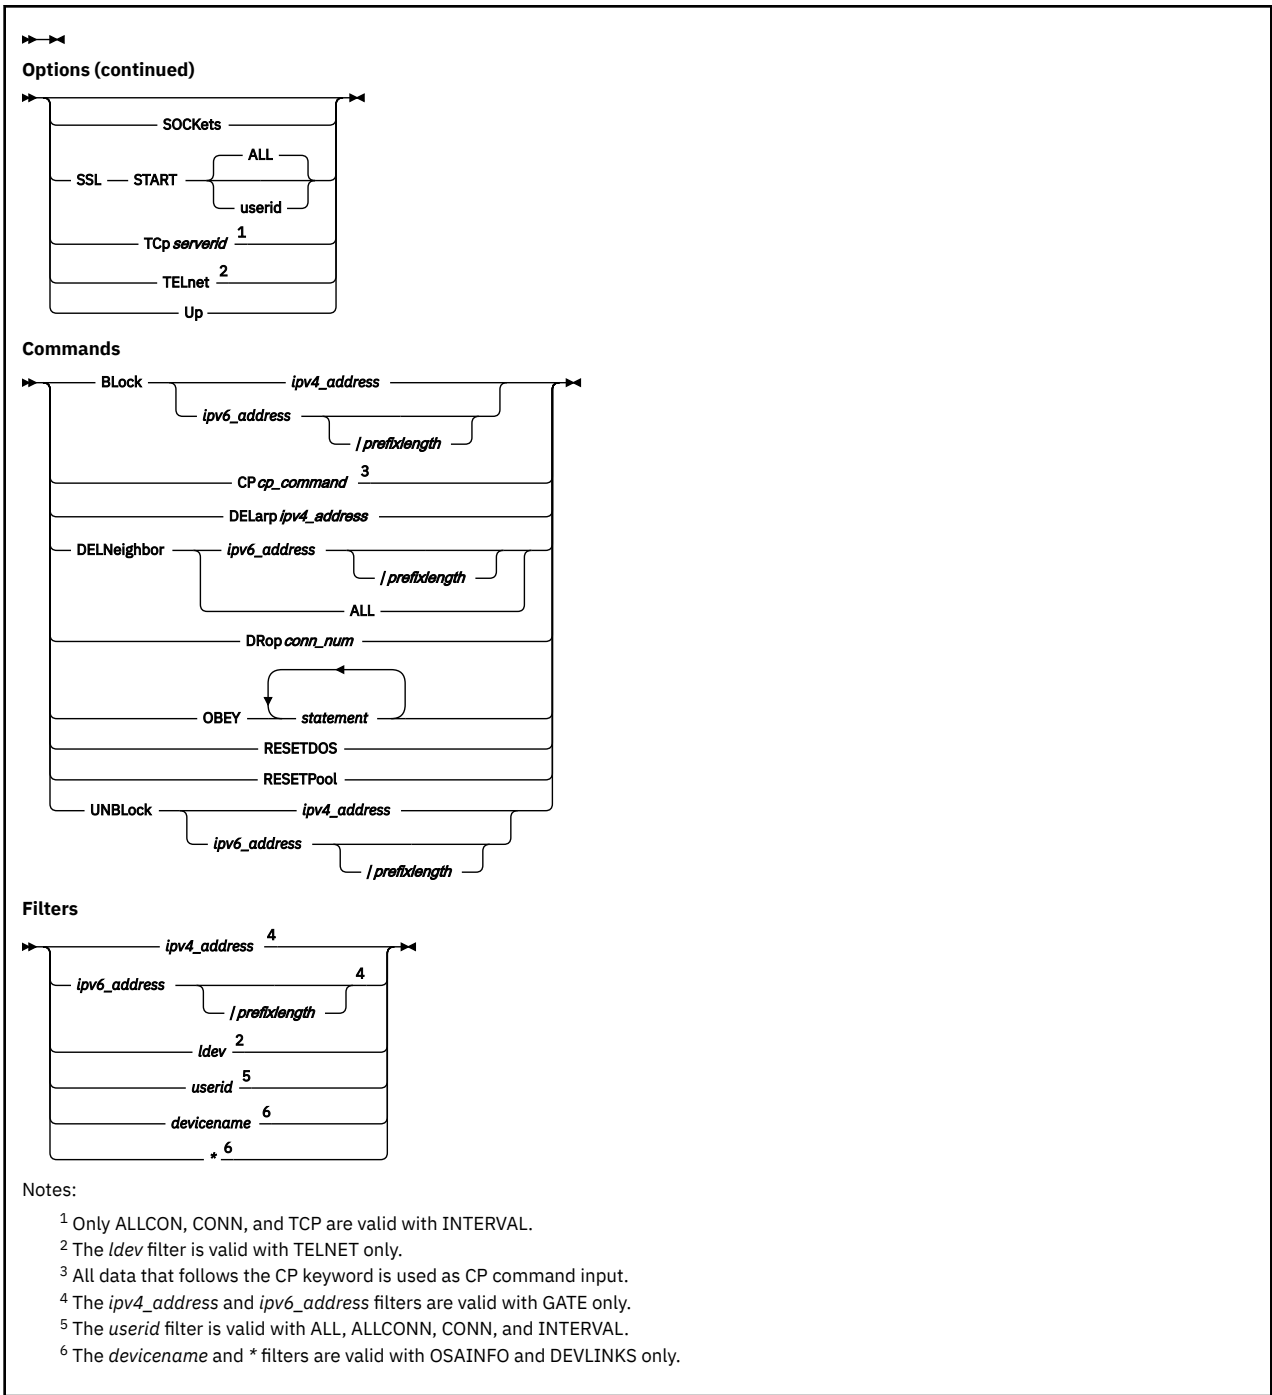 Options (continued)
SOCKets
ALL
SSL START
userid
TCp serverid 1
TELnet 2
Up
Commands
BLock ipv4_address
ipv6_address
/ prefixlength
CP cp_command 3
DELarp ipv4_address
DELNeighbor ipv6_address
/ prefixlength
ALL
DRop conn_num
OBEY statement
RESETDOS
RESETPool
UNBLock ipv4_address
ipv6_address
/ prefixlength
Filters
ipv4_address 4
ipv6_address 4
/ prefixlength
ldev 2
userid 5
devicename 6
* 6
Notes:
1 Only ALLCON, CONN, and TCP are valid with INTERVAL.
2 The ldev filter is valid with TELNET only.
3 All data that follows the CP keyword is used as CP command input.
4 The ipv4_address and ipv6_address filters are valid with GATE only.
5 The userid filter is valid with ALL, ALLCONN, CONN, and INTERVAL.
6 The devicename and * filters are valid with OSAINFO and DEVLINKS only.